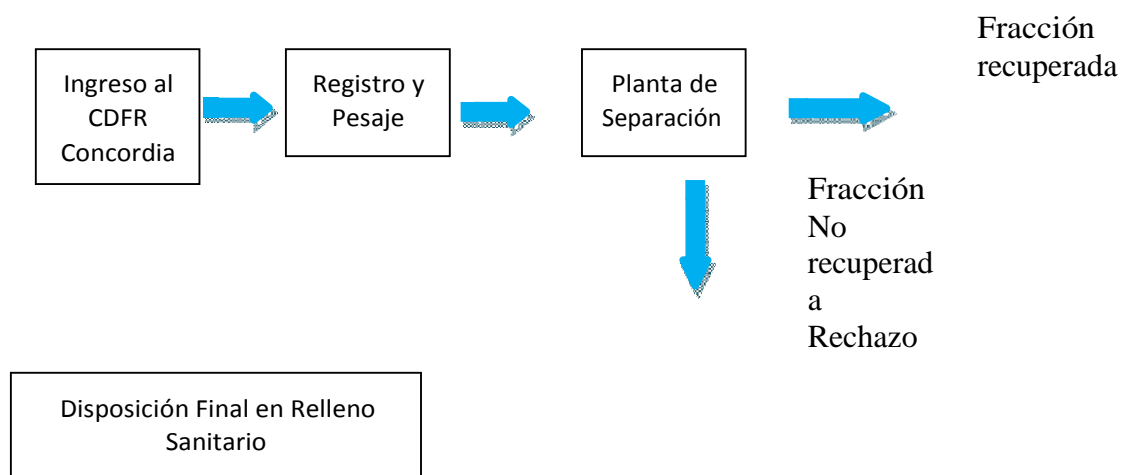 Ingreso al
CDFR
Concordia
Registro y
Pesaje
Planta de
Separación
Fracción
recuperada
Fracción
No
recuperad
a
Rechazo
Disposición Final en Relleno
Sanitario